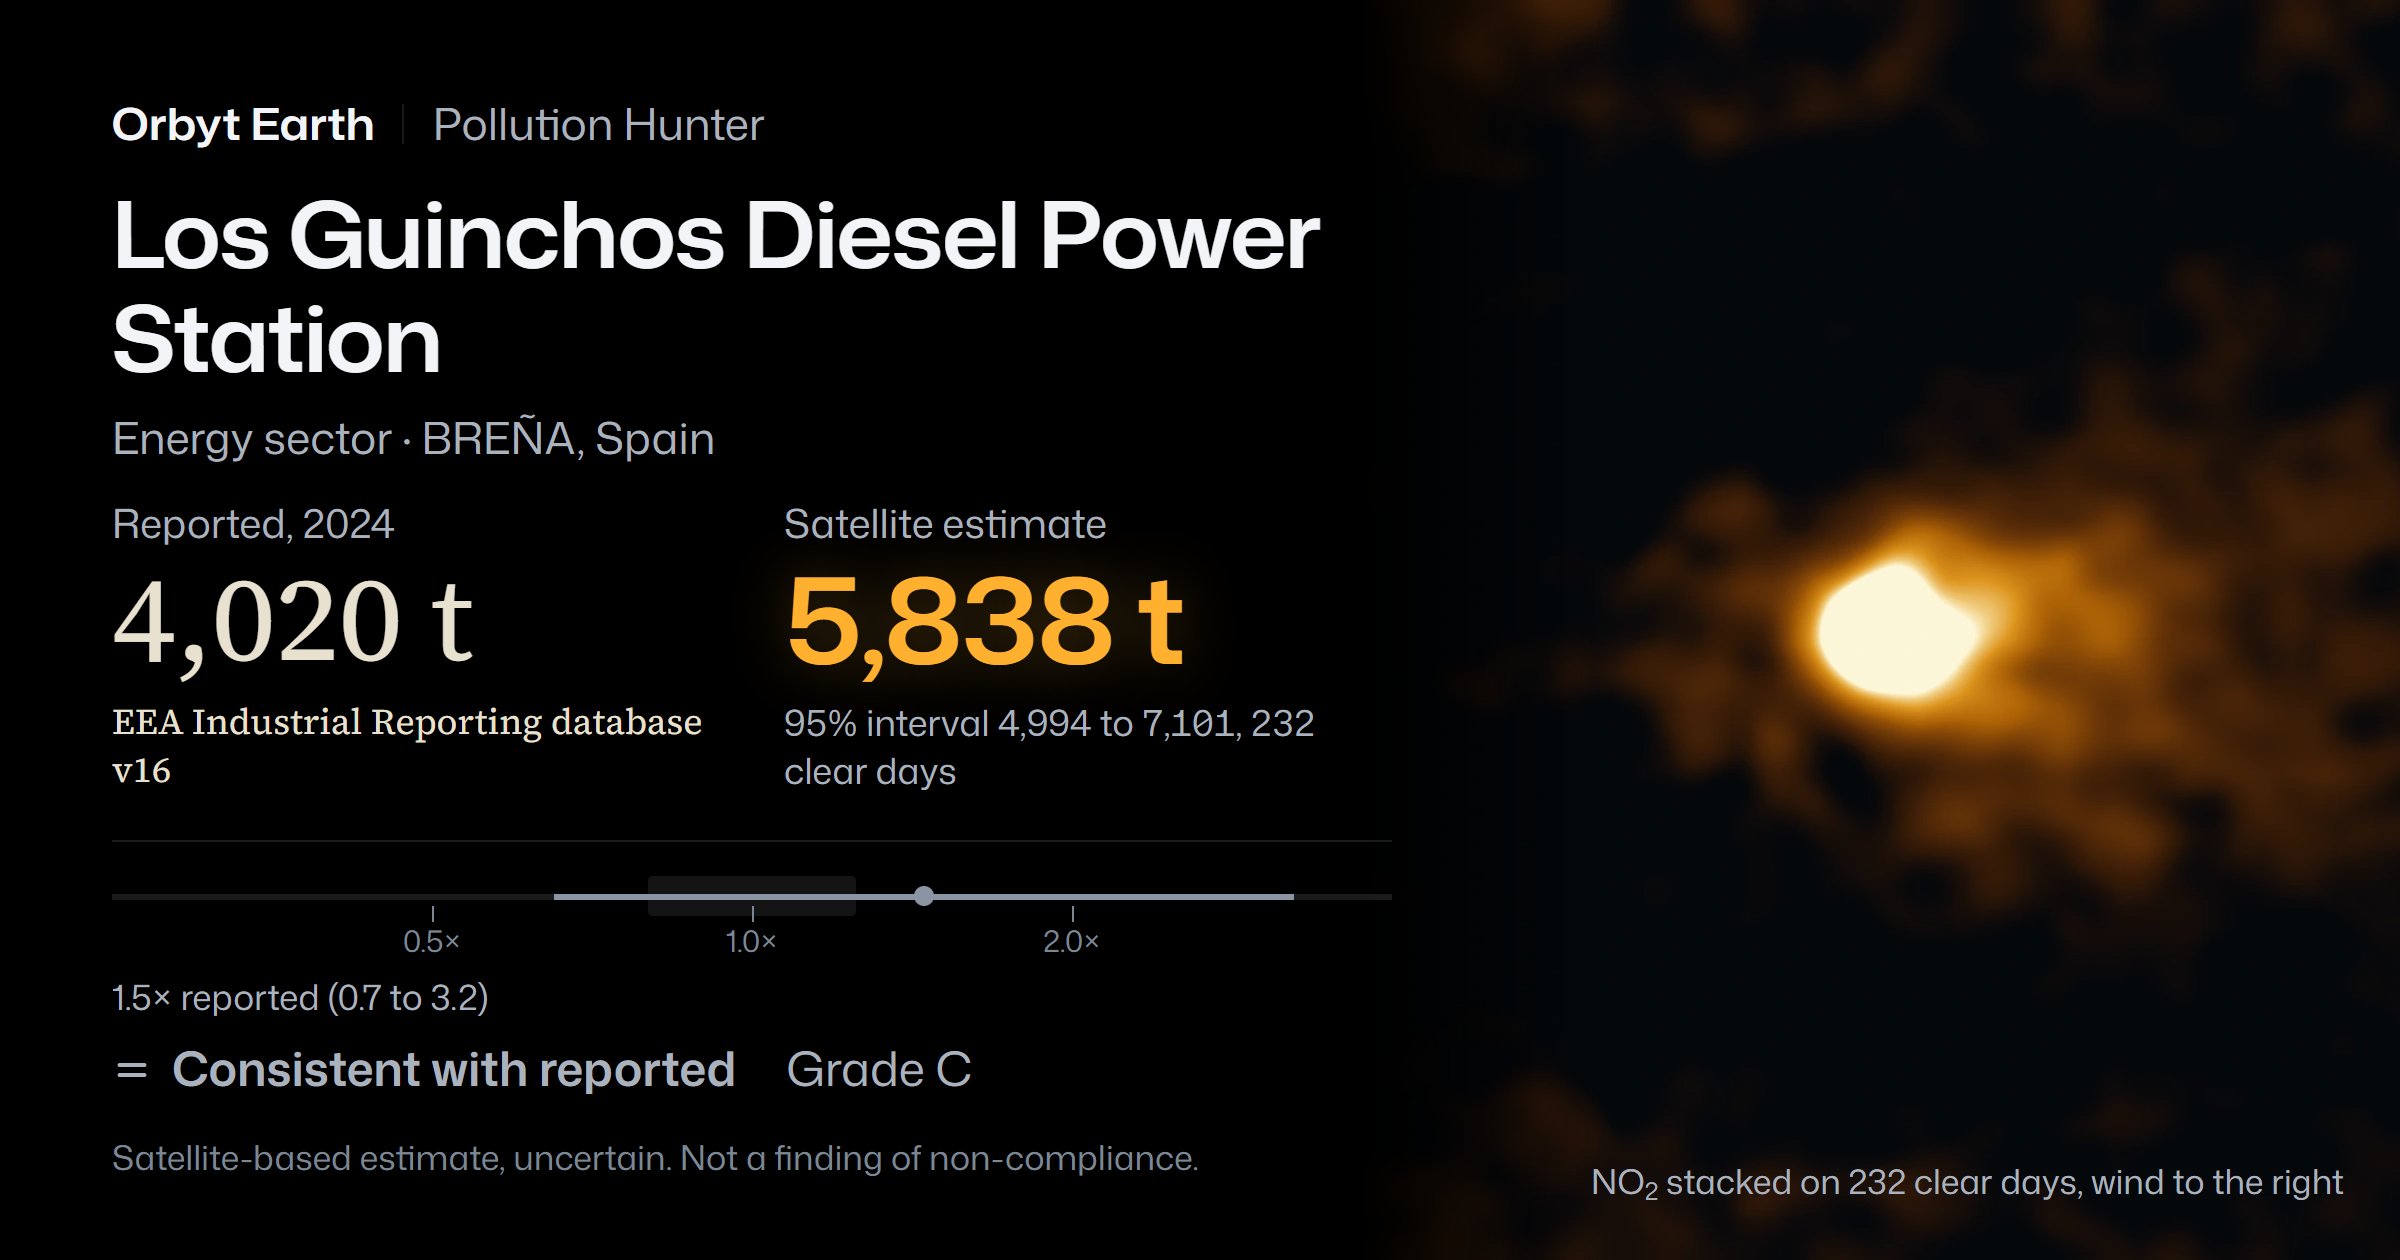 Orbyt Earth | Pollution Hunter
Los Guinchos Diesel Power
Station
Energy sector · BREÑA, Spain
Reported, 2024
4,020 t
EEA Industrial Reporting database
v16
Satellite estimate
5,838 t
95% interval 4,994 to 7,101, 232
clear days
0.5× 1.0× 2.0×
1.5× reported (0.7 to 3.2)
= Consistent with reported Grade C
Satellite-based estimate, uncertain. Not a finding of non-compliance.
NO₂ stacked on 232 clear days, wind to the right